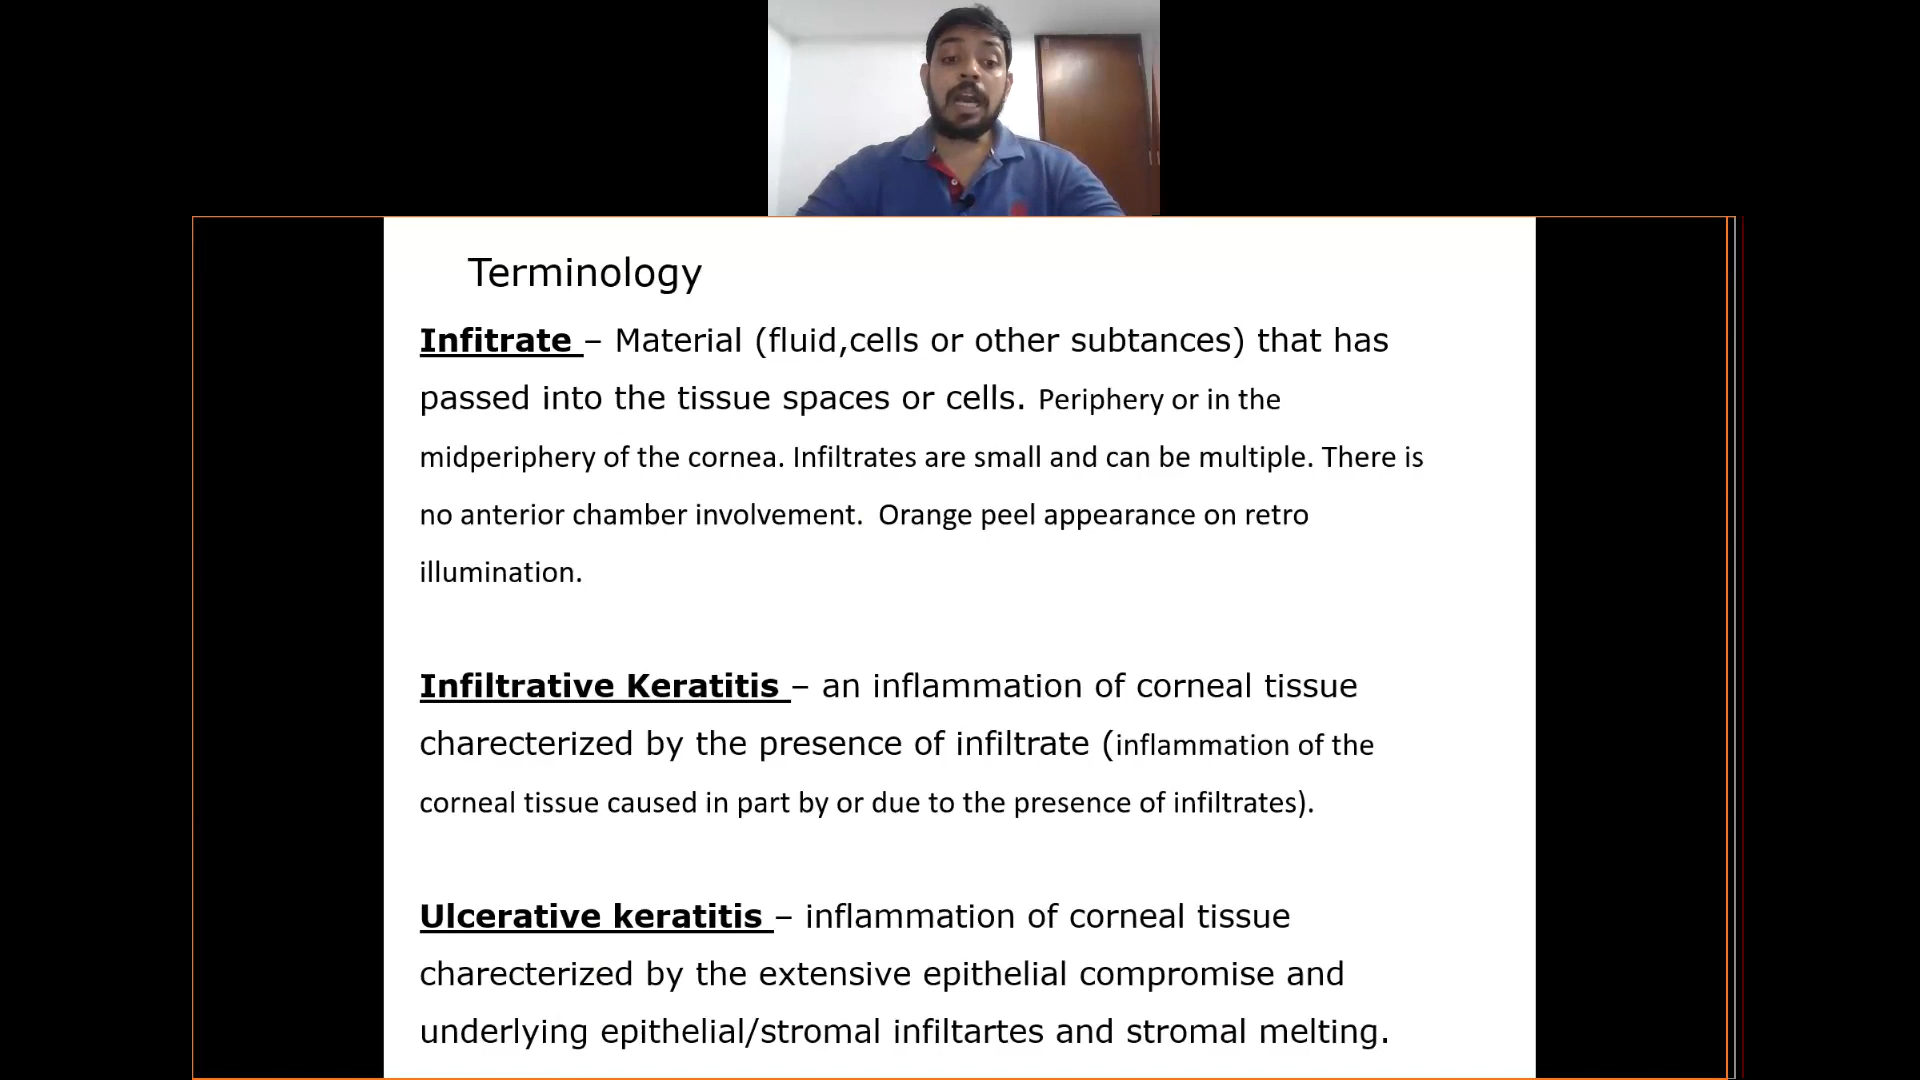 Terminology
Infitrate – Material (fluid,cells or other subtances) that has
passed into the tissue spaces or cells. Periphery or in the
midperiphery of the cornea. Infiltrates are small and can be multiple. There is
no anterior chamber involvement.  Orange peel appearance on retro
illumination.
Infiltrative Keratitis – an inflammation of corneal tissue
charecterized by the presence of infiltrate (inflammation of the
corneal tissue caused in part by or due to the presence of infiltrates).
Ulcerative keratitis – inflammation of corneal tissue
charecterized by the extensive epithelial compromise and
underlying epithelial/stromal infiltartes and stromal melting.